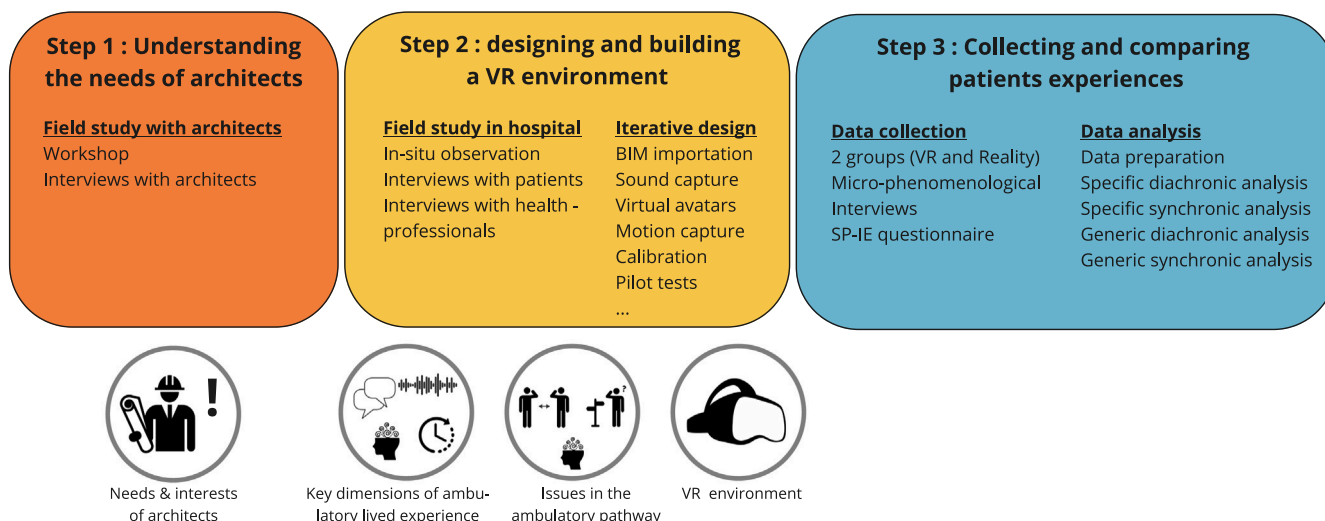 Step 1 : Understanding
the needs of architects
Field study with architects
Workshop
Interviews with architects
Step 2 : designing and building
a VR environment
Field study in hospital
In-situ observation
Interviews with patients
Interviews with health -
professionals
Iterative design
BIM importation
Sound capture
Virtual avatars
Motion capture
Calibration
Pilot tests
...
Step 3 : Collecting and comparing
patients experiences
Data collection
2 groups (VR and Reality)
Micro-phenomenological
Interviews
SP-IE questionnaire
Data analysis
Data preparation
Specific diachronic analysis
Specific synchronic analysis
Generic diachronic analysis
Generic synchronic analysis
!
?
Needs & interests
of architects
Key dimensions of ambu-
latory lived experience
Issues in the
ambulatory pathway
VR environment